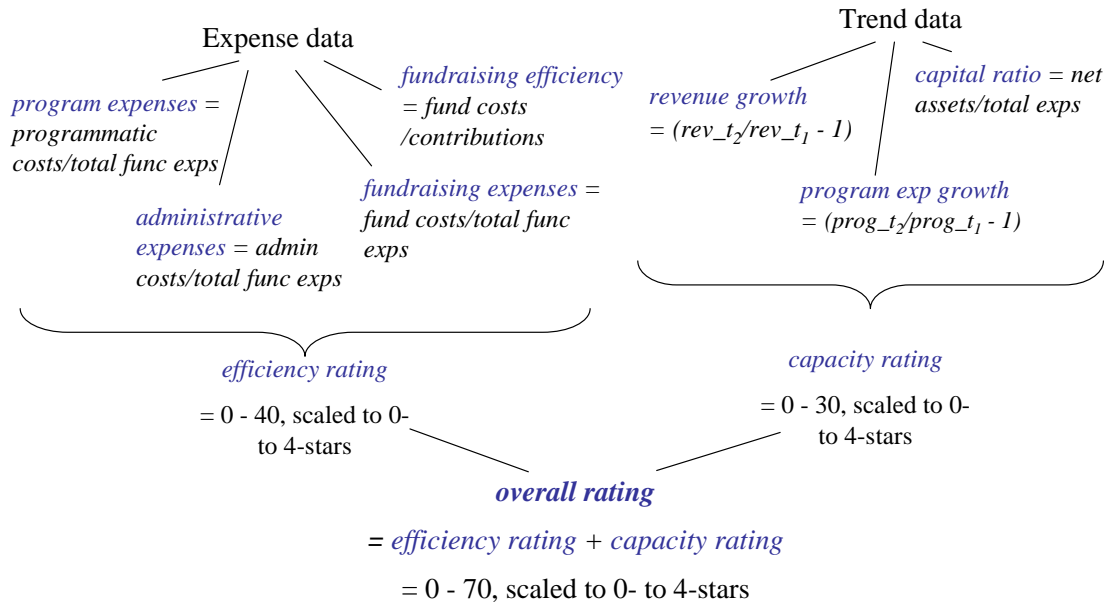 Expense data
program expenses =
programmatic
costs/total func exps
administrative
expenses = admin
costs/total func exps
fundraising expenses =
fund costs/total func
exps
fundraising efficiency
= fund costs
/contributions
Trend data
revenue growth
= (rev_t2/rev_t1 - 1)
program exp growth
= (prog_t2/prog_t1 - 1)
capital ratio = net
assets/total exps
efficiency rating
= 0 - 40, scaled to 0-
to 4-stars
capacity rating
= 0 - 30, scaled to 0-
to 4-stars
overall rating
= efficiency rating + capacity rating
= 0 - 70, scaled to 0- to 4-stars